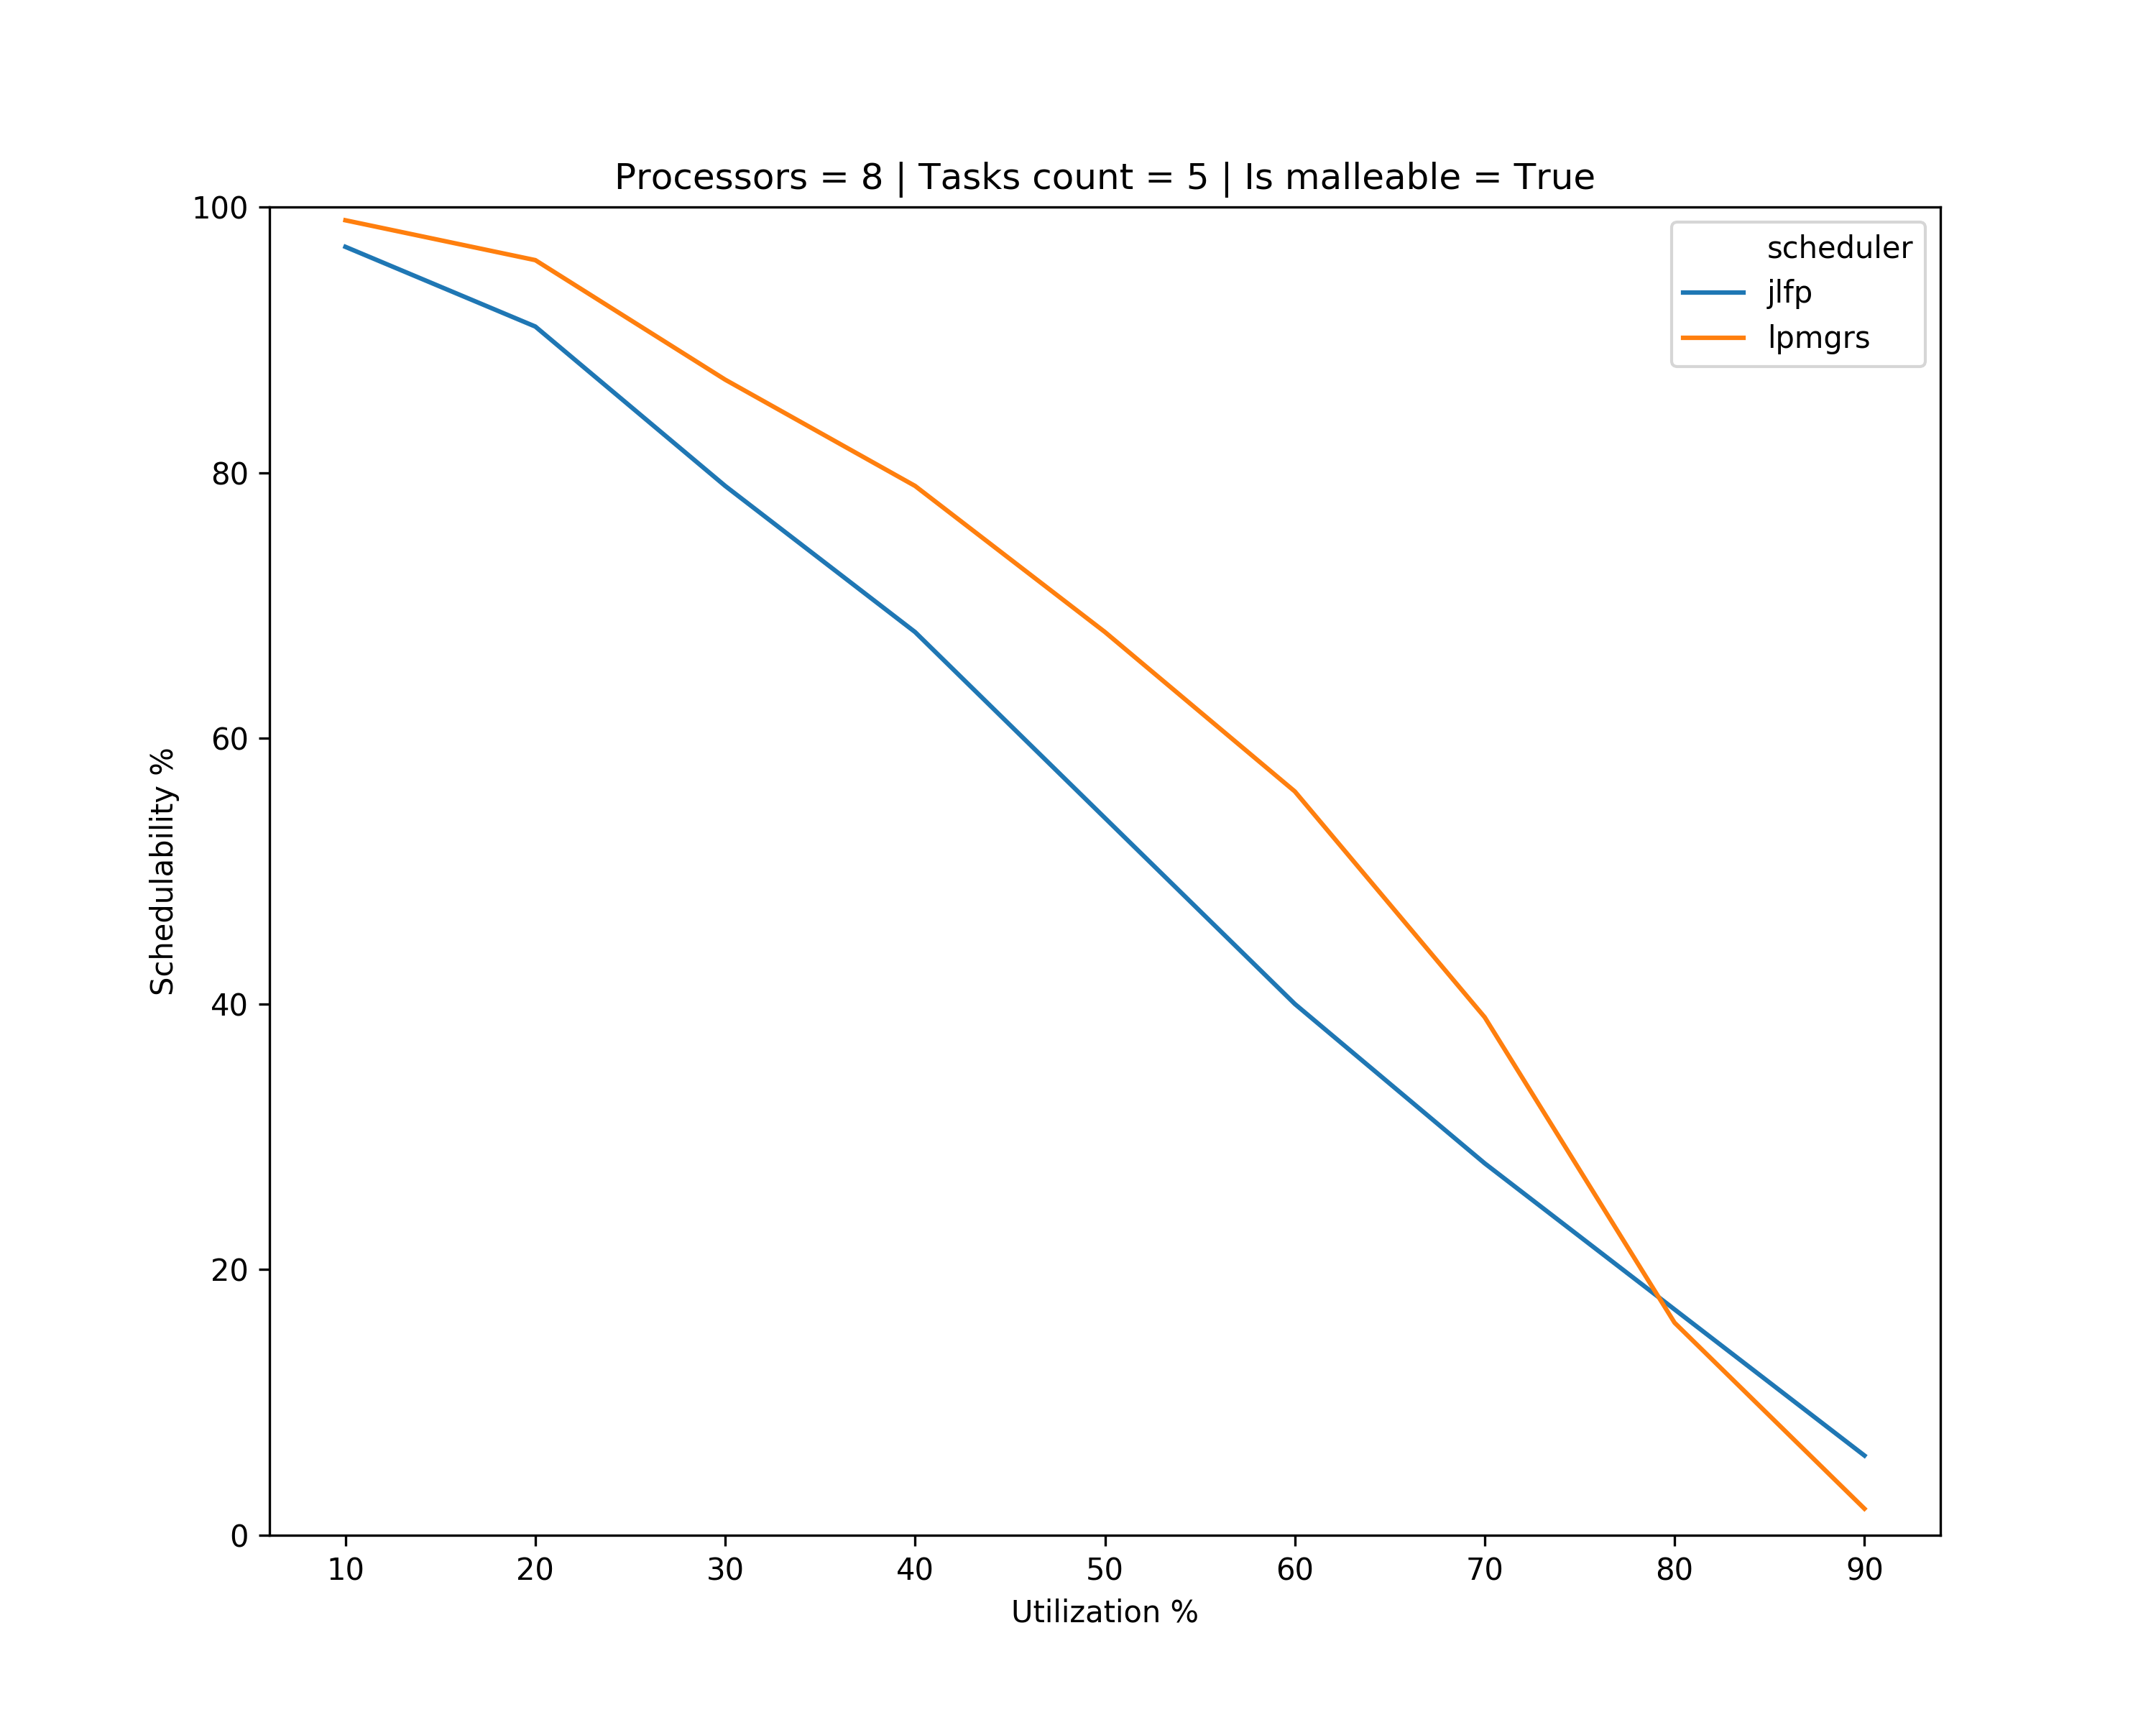 Processors = 8 | Tasks count = 5 | Is malleable = True
scheduler
jlfp
lpmgrs
Schedulability %
100
80
60
40
20
0
10 20 30 40 50 60 70 80 90
Utilization %